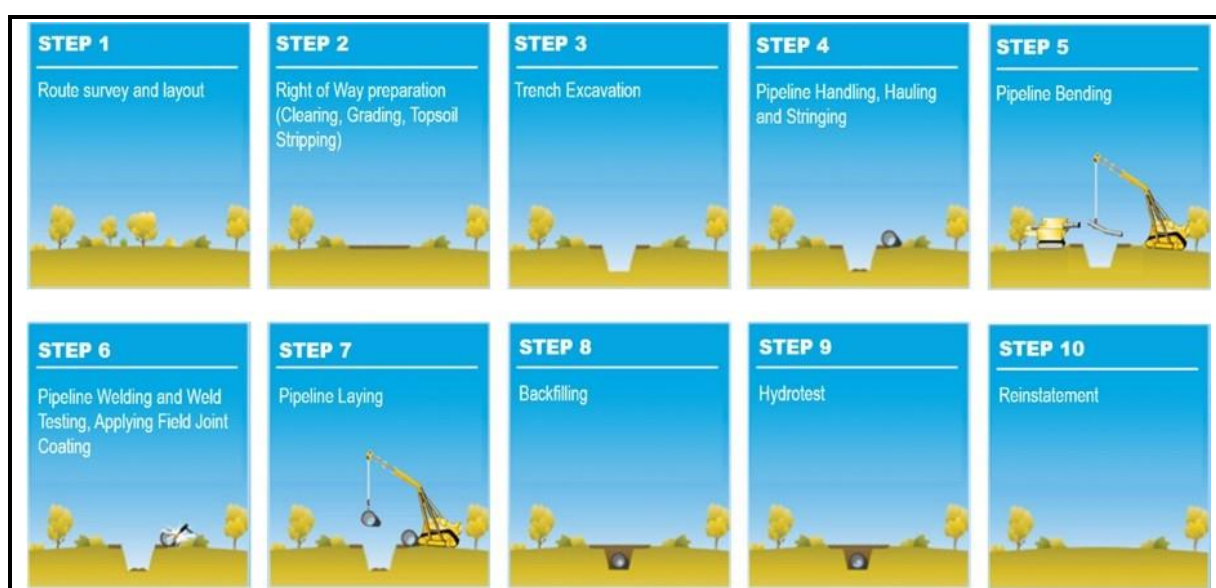 STEP 1
Route survey and layout
STEP 2
Right of Way preparation
(Clearing, Grading, Topsoil
Stripping)
STEP 3
Trench Excavation
STEP 4
Pipeline Handling, Hauling
and Stringing
STEP 5
Pipeline Bending
STEP 6
Pipeline Welding and Weld
Testing, Applying Field Joint
Coating
STEP 7
Pipeline Laying
STEP 8
Backfilling
STEP 9
Hydrotest
STEP 10
Reinstatement